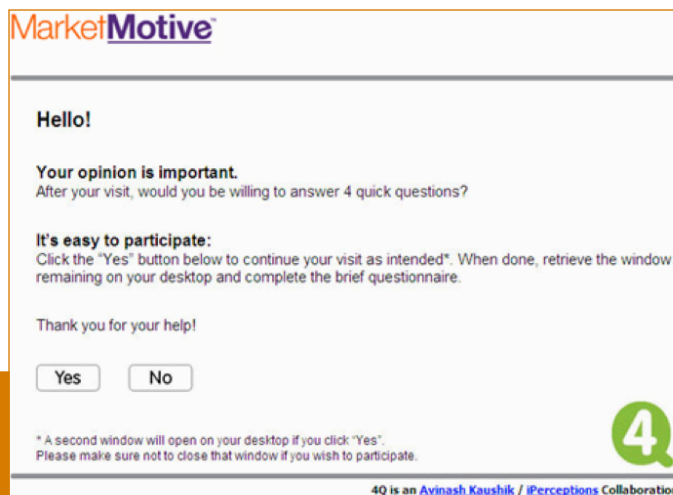 MarketMotive™
Hello!
Your opinion is important.
After your visit, would you be willing to answer 4 quick questions?
It's easy to participate:
Click the "Yes" button below to continue your visit as intended*. When done, retrieve the window
remaining on your desktop and complete the brief questionnaire.
Thank you for your help!
Yes No
* A second window will open on your desktop if you click "Yes".
Please make sure not to close that window if you wish to participate.
4Q
4Q is an Avinash Kaushik / iPerceptions Collaboration